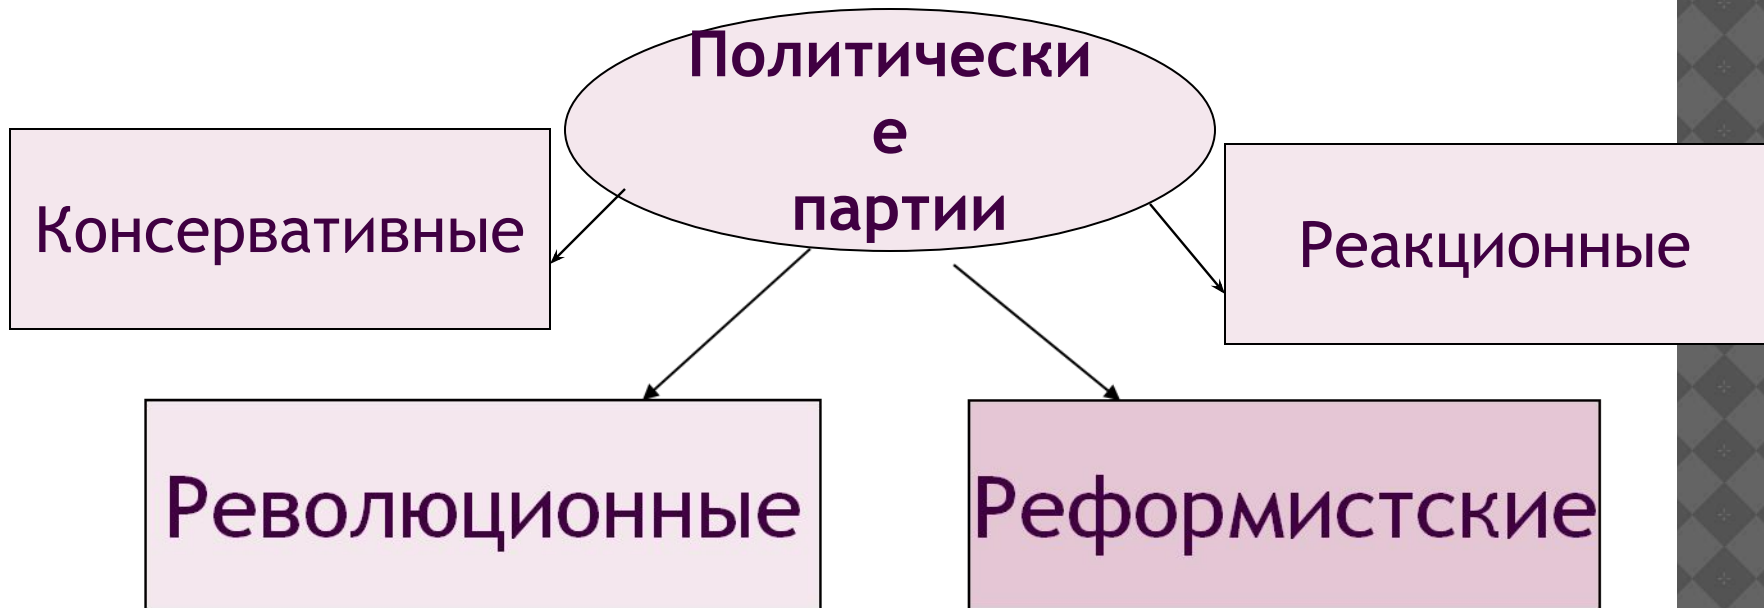 Политически
е
партии
Консервативные
Реакционные
Революционные
Реформистские